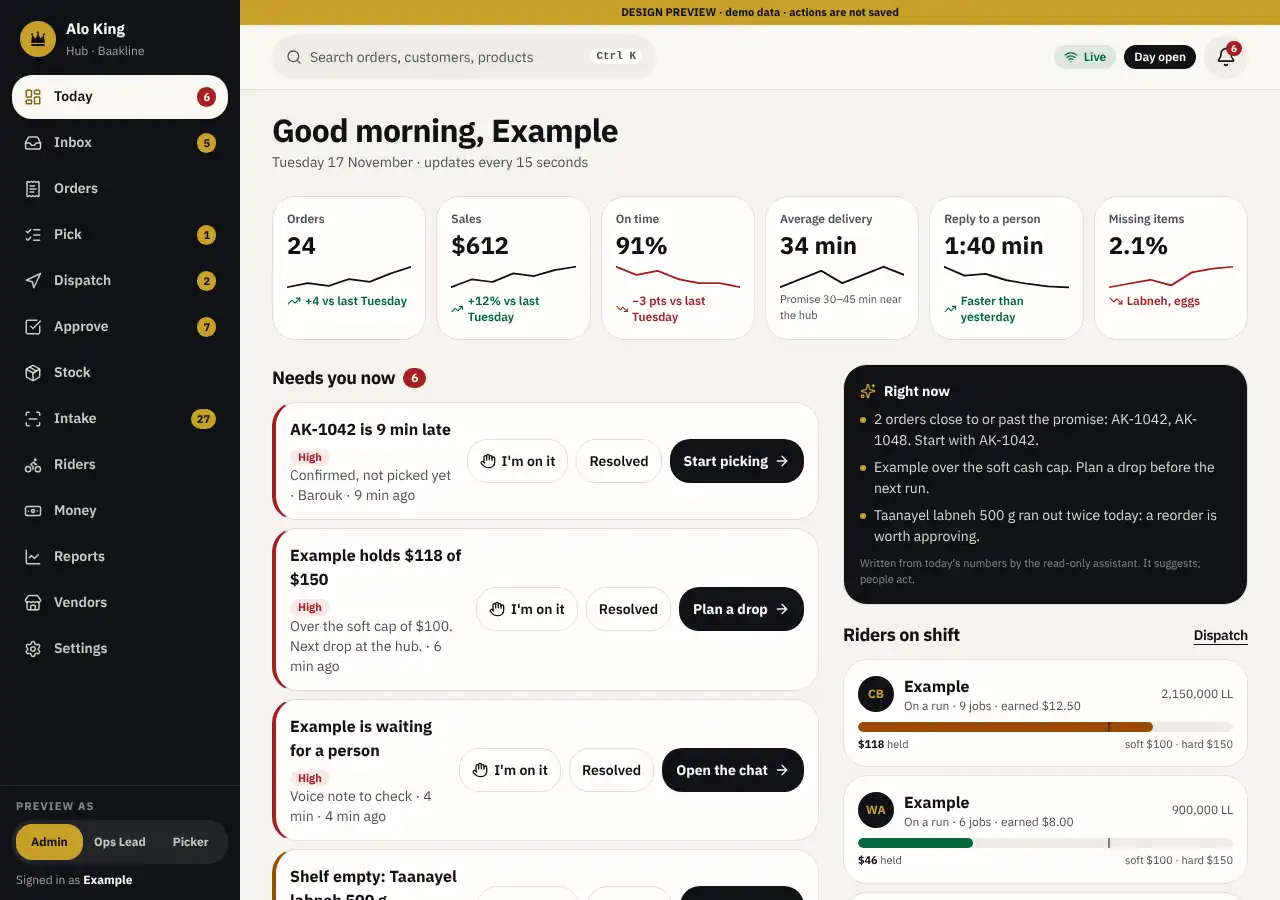 DESIGN PREVIEW · demo data · actions are not saved
Alo King
Hub · Baakline
Today 6
Inbox 5
Orders
Pick 1
Dispatch 2
Approve 7
Stock
Intake 27
Riders
Money
Reports
Vendors
Settings
PREVIEW AS
Admin Ops Lead Picker
Signed in as Example
Search orders, customers, products Ctrl K
Live Day open 6
Good morning, Example
Tuesday 17 November · updates every 15 seconds
Orders
24
+4 vs last Tuesday
Sales
$612
+12% vs last
Tuesday
On time
91%
−3 pts vs last
Tuesday
Average delivery
34 min
Promise 30–45 min near
the hub
Reply to a person
1:40 min
Faster than
yesterday
Missing items
2.1%
Labneh, eggs
Needs you now 6
AK-1042 is 9 min late
High
Confirmed, not picked yet
· Barouk · 9 min ago
I'm on it Resolved Start picking
Example holds $118 of
$150
High
Over the soft cap of $100.
Next drop at the hub. · 6
min ago
I'm on it Resolved Plan a drop
Example is waiting
for a person
High
Voice note to check · 4
min · 4 min ago
I'm on it Resolved Open the chat
Shelf empty: Taanayel
labneh 500 g
Right now
2 orders close to or past the promise: AK-1042, AK-
1048. Start with AK-1042.
Example over the soft cash cap. Plan a drop before the
next run.
Taanayel labneh 500 g ran out twice today: a reorder is
worth approving.
Written from today's numbers by the read-only assistant. It suggests;
people act.
Riders on shift Dispatch
CB Example 2,150,000 LL
On a run · 9 jobs · earned $12.50
$118 held soft $100 · hard $150
WA Example 900,000 LL
On a run · 6 jobs · earned $8.00
$46 held soft $100 · hard $150